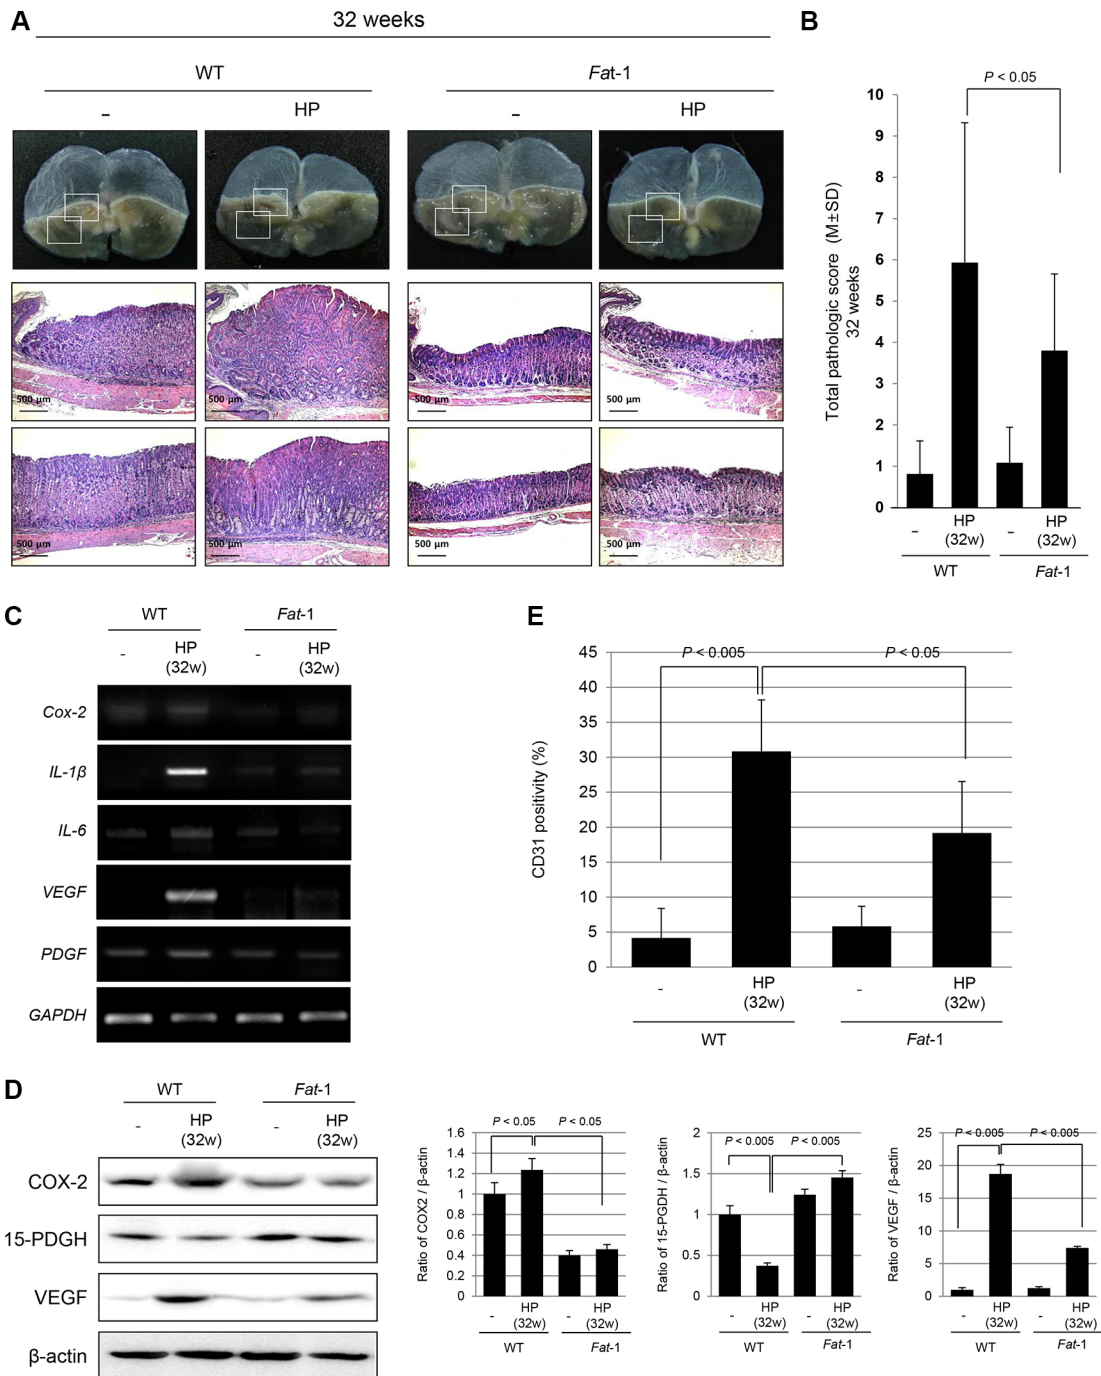 A
32 weeks
WT
Fat-1
–
HP
–
HP
500 µm
500 µm
500 µm
500 µm
500 µm
500 µm
500 µm
500 µm
B
P < 0.05
Total pathologic score (M±SD)
32 weeks
10
9
8
7
6
5
4
3
2
1
0
-
HP
(32w)
-
HP
(32w)
WT
Fat-1
C
WT
Fat-1
-
HP
(32w)
-
HP
(32w)
Cox-2
IL-1β
IL-6
VEGF
PDGF
GAPDH
E
CD31 positivity (%)
45
40
35
30
25
20
15
10
5
0
P < 0.005
P < 0.05
-
HP
(32w)
-
HP
(32w)
WT
Fat-1
D
WT
Fat-1
-
HP
(32w)
-
HP
(32w)
COX-2
15-PDGH
VEGF
β-actin
Ratio of COX2 / β-actin
1.6
1.4
1.2
1
0.8
0.6
0.4
0.2
0
P < 0.05
P < 0.05
-
HP
(32w)
-
HP
(32w)
WT
Fat-1
Ratio of 15-PGDH / β-actin
2
1.5
1
0.5
0
P < 0.005
P < 0.005
-
HP
(32w)
-
HP
(32w)
WT
Fat-1
Ratio of VEGF / β-actin
25
20
15
10
5
0
P < 0.005
P < 0.005
-
HP
(32w)
-
HP
(32w)
WT
Fat-1